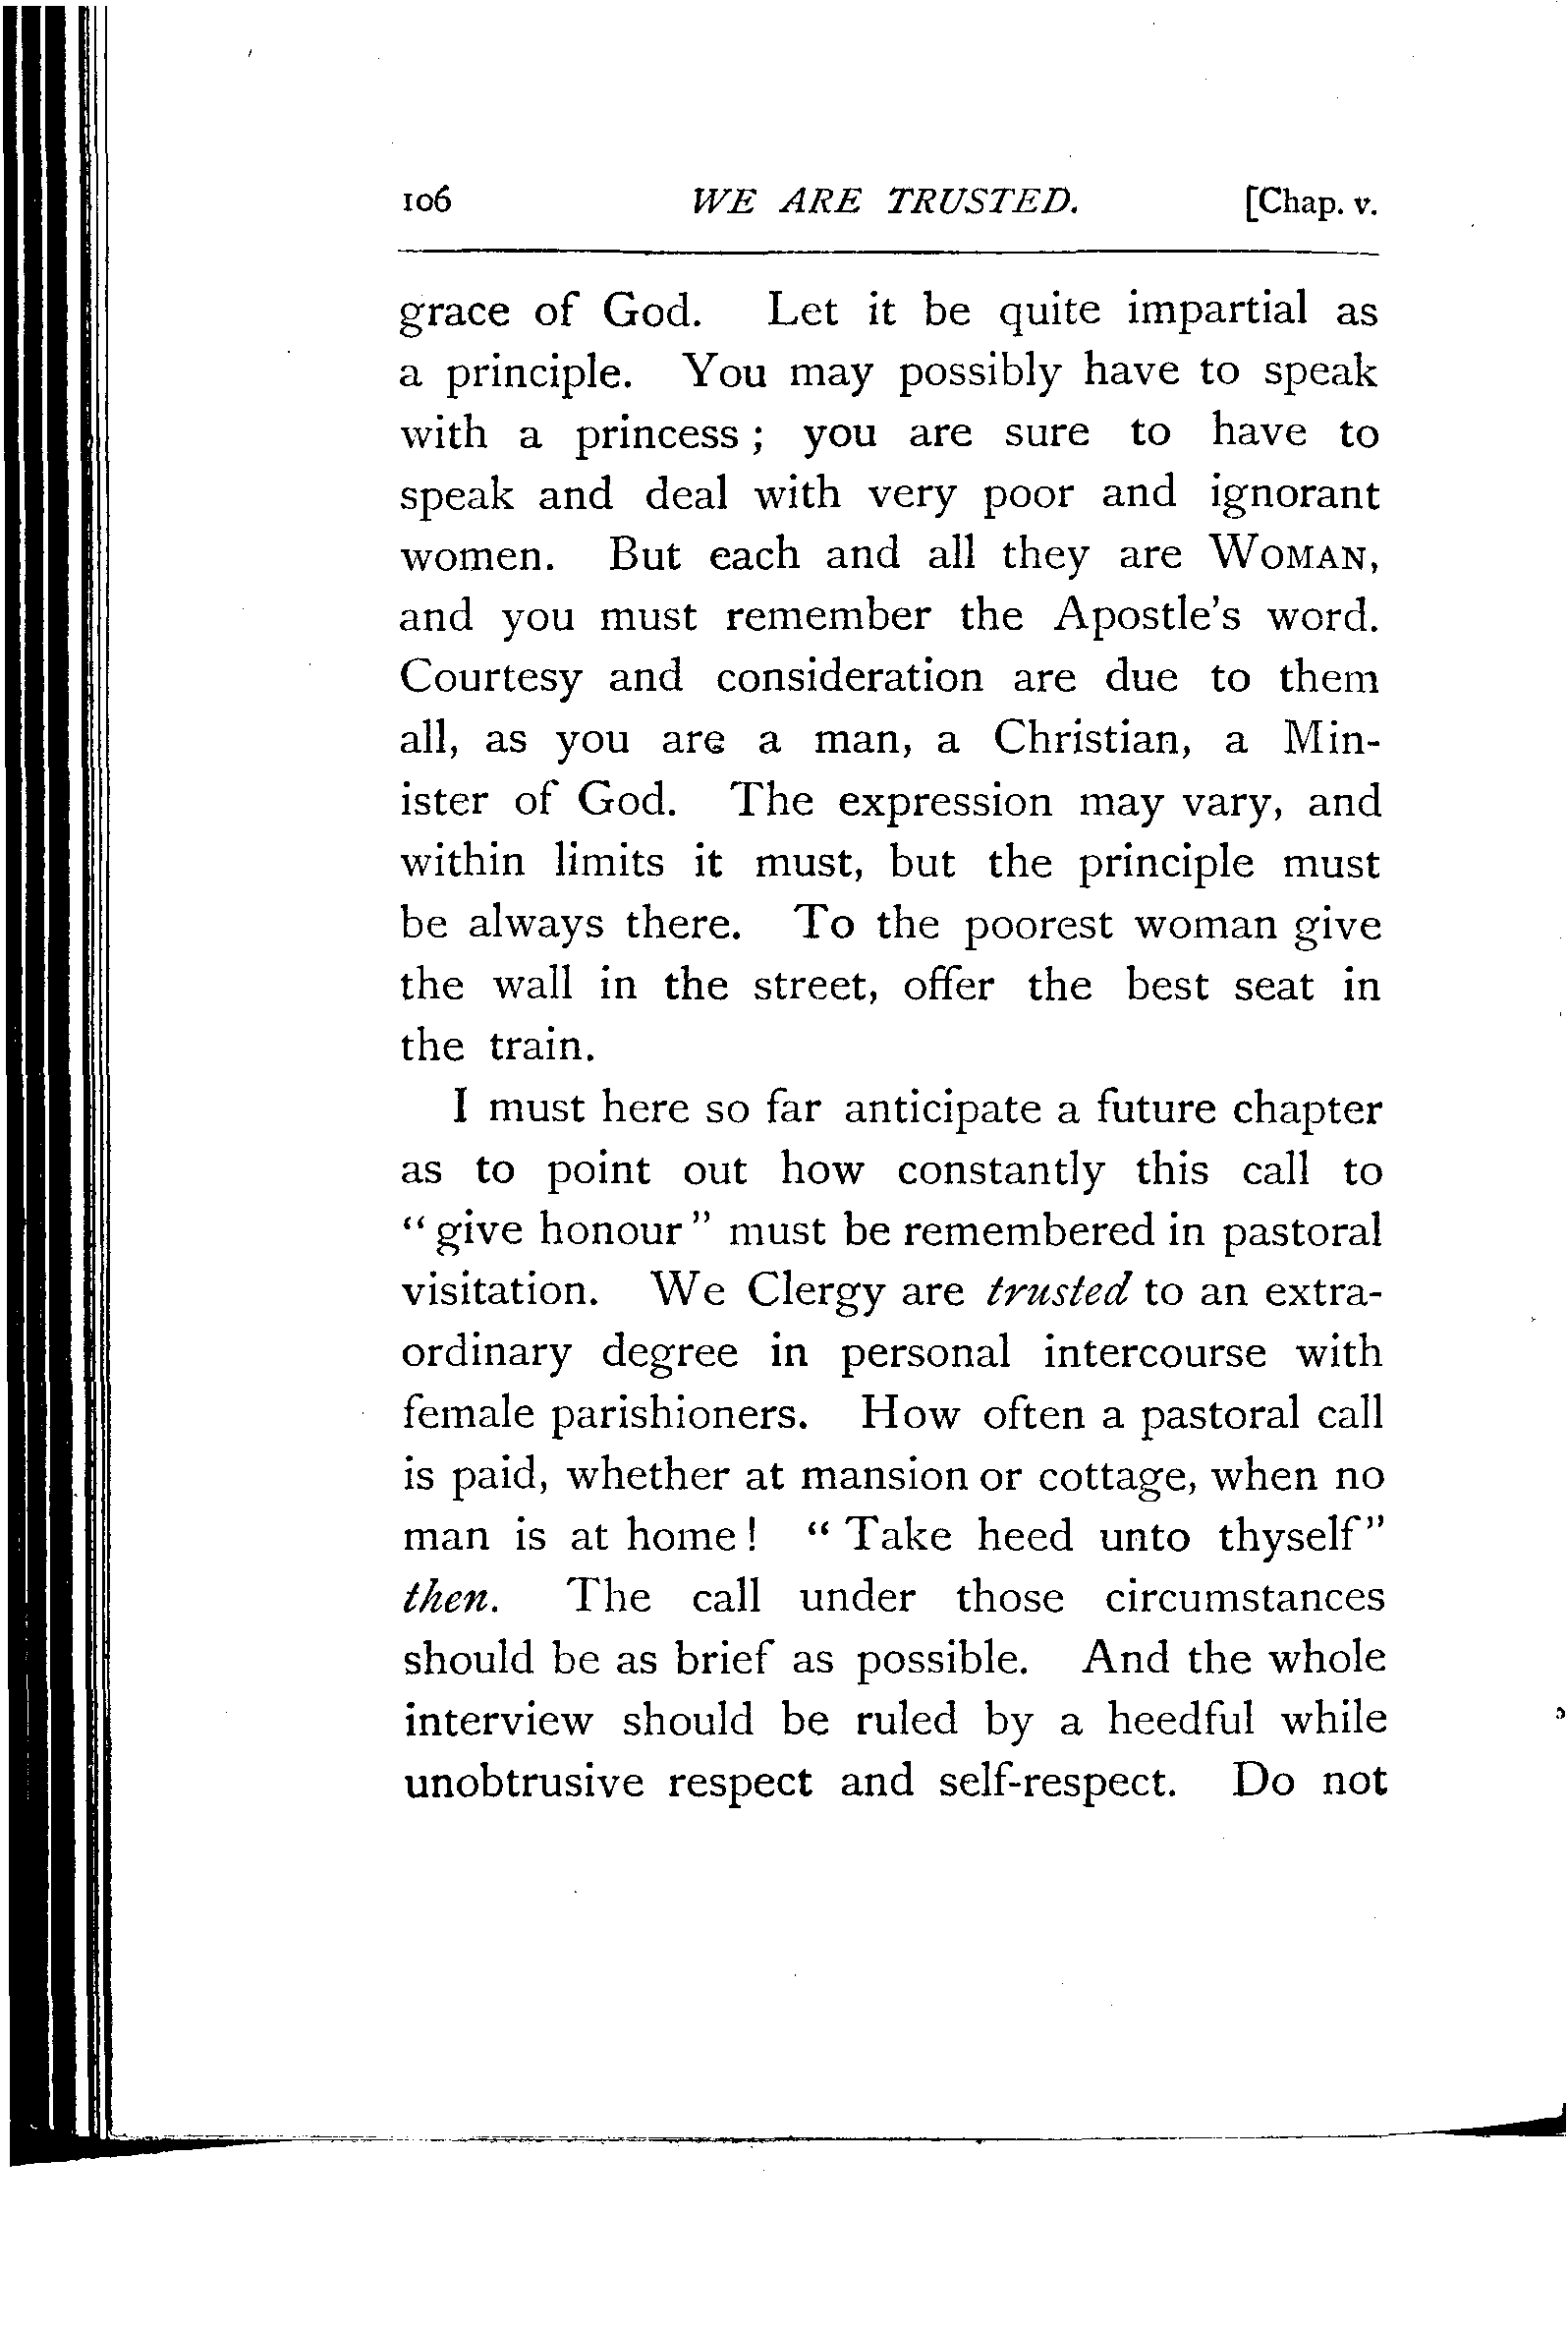 106 WE ARE TRUSTED. [Chap. v.
grace of God. Let it be quite impartial as
a principle. You may possibly have to speak
with a princess ; you are sure to have to
speak and deal with very poor and ignorant
women. But each and all they are WOMAN,
and you must remember the Apostle's word.
Courtesy and consideration are due to them
all, as you are a man, a Christian, a Min-
ister of God. The expression may vary, and
within limits it must, but the principle must
be always there. To the poorest woman give
the wall in the street, offer the best seat in
the train.
I must here so far anticipate a future chapter
as to point out how constantly this call to
“ give honour ” must be remembered in pastoral
visitation. We Clergy are trusted to an extra-
ordinary degree in personal intercourse with
female parishioners. How often a pastoral call
is paid, whether at mansion or cottage, when no
man is at home ! “ Take heed unto thyself”
then. The call under those circumstances
should be as brief as possible. And the whole
interview should be ruled by a heedful while
unobtrusive respect and self-respect. Do not